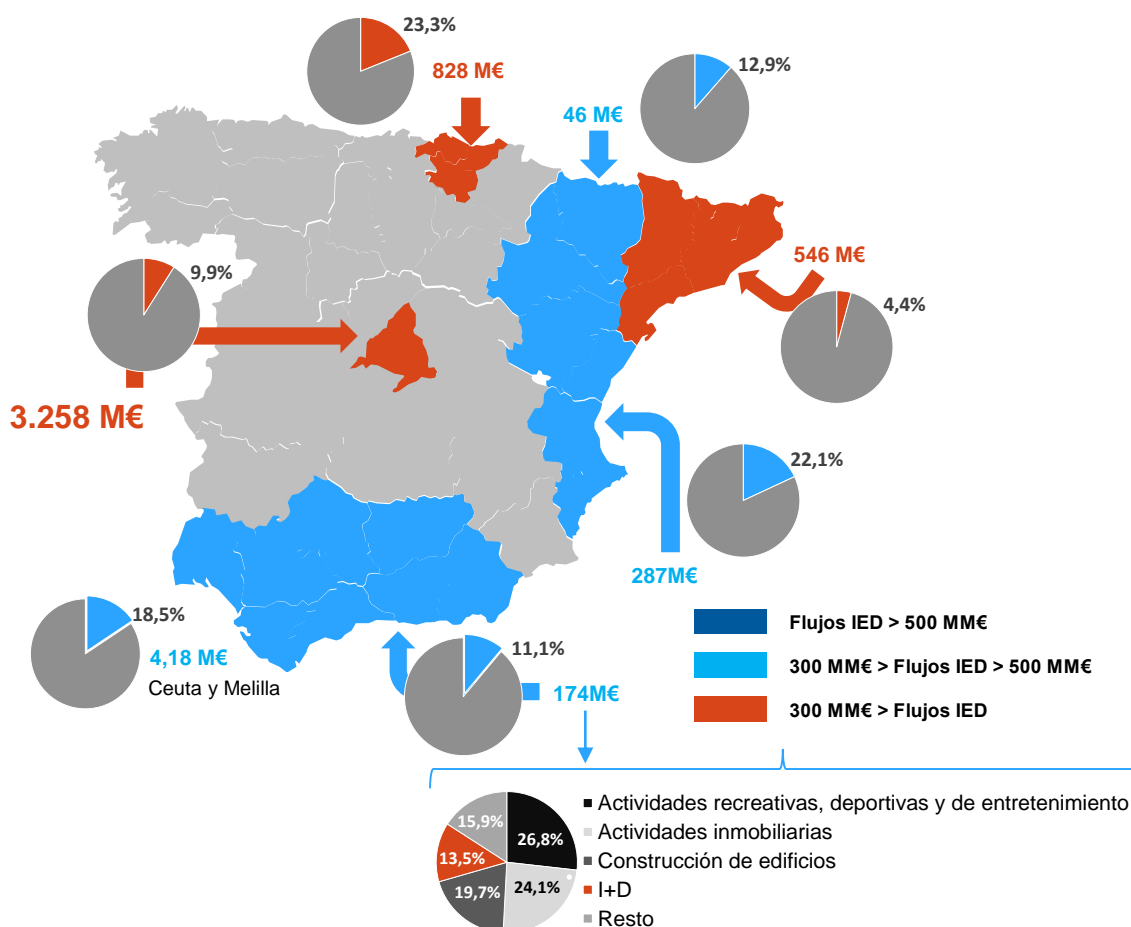 23,3%
828 M€
12,9%
46 M€
9,9%
546 M€
4,4%
3.258 M€
22,1%
287M€
18,5%
4,18 M€
Ceuta y Melilla
11,1%
174M€
Flujos IED > 500 MM€
300 MM€ > Flujos IED > 500 MM€
300 MM€ > Flujos IED
15,9%
26,8%
13,5%
24,1%
19,7%
Actividades recreativas, deportivas y de entretenimiento
Actividades inmobiliarias
Construcción de edificios
I+D
Resto